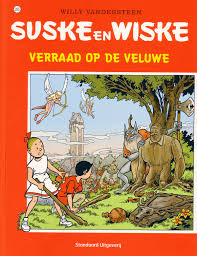 WILLY VANDERSTEEN
SUSKE EN WISKE
VERRAAD OP DE VELUWE
Standaard Uitgeverij